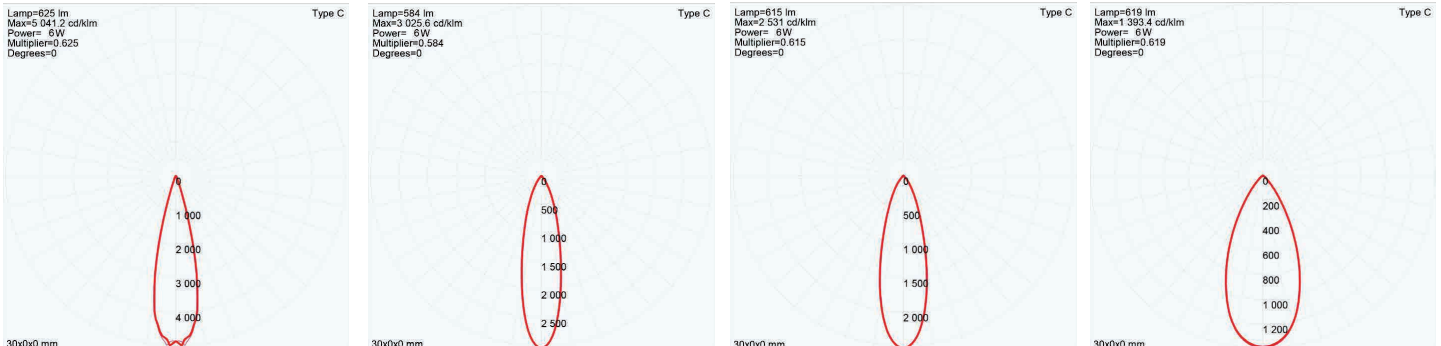 Lamp=625 lm
Max=5 041.2 cd/klm
Power= 6W
Multiplier=0.625
Degrees=0
Type C
0
1 000
2 000
3 000
4 000
30x0x0 mm
Lamp=584 lm
Max=3 025.6 cd/klm
Power= 6W
Multiplier=0.584
Degrees=0
Type C
0
500
1 000
1 500
2 000
2 500
30x0x0 mm
Lamp=615 lm
Max=2 531 cd/klm
Power= 6W
Multiplier=0.615
Degrees=0
Type C
0
500
1 000
1 500
2 000
30x0x0 mm
Lamp=619 lm
Max=1 393.4 cd/klm
Power= 6W
Multiplier=0.619
Degrees=0
Type C
0
200
400
600
800
1 000
1 200
30x0x0 mm